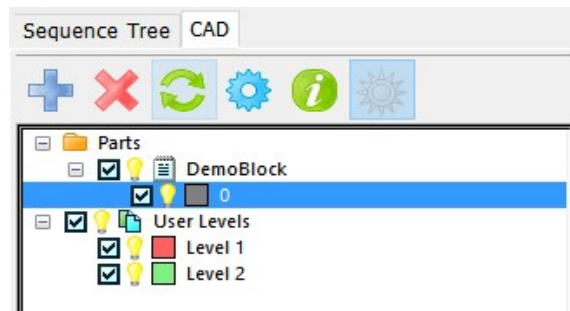 Sequence Tree CAD
Parts
DemoBlock
0
User Levels
Level 1
Level 2